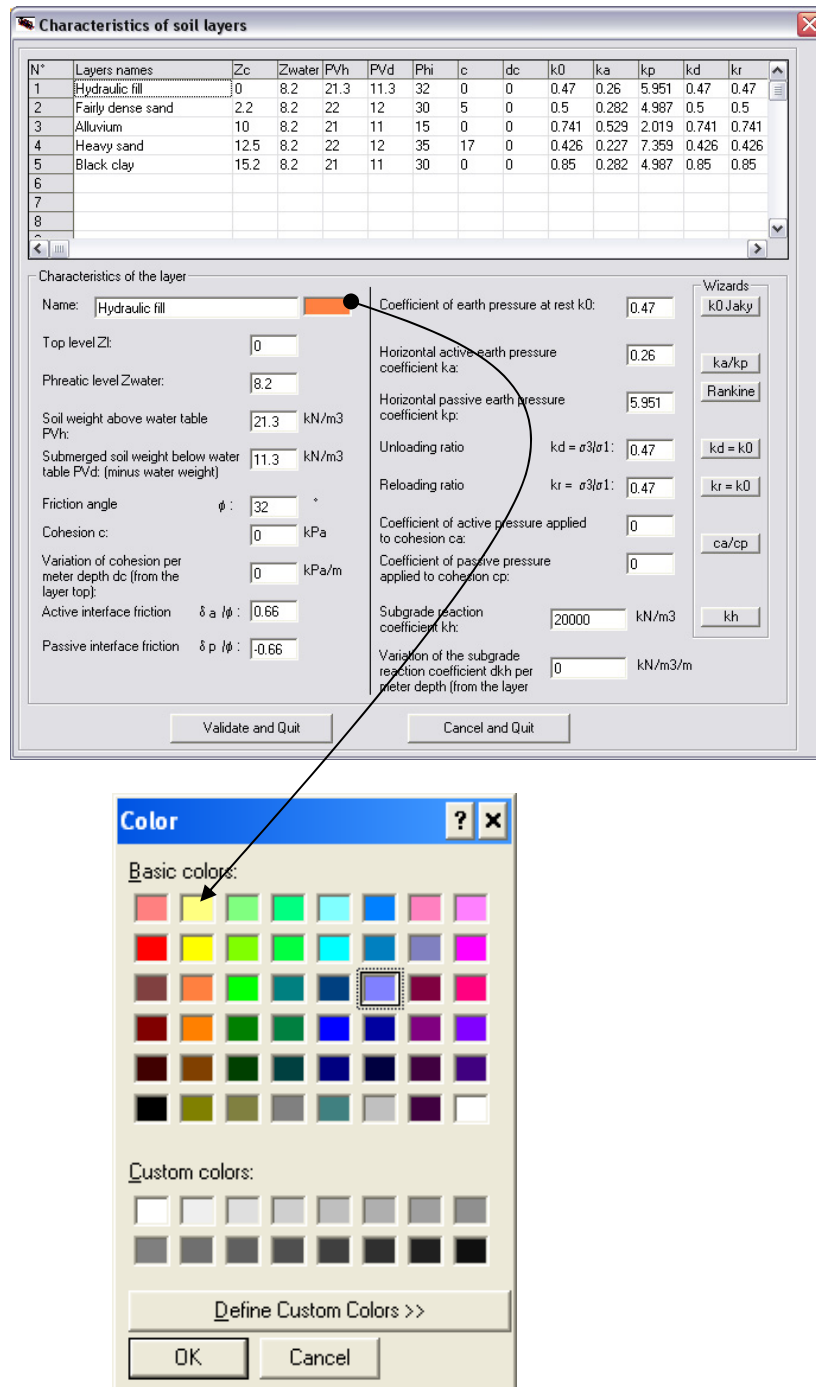 Characteristics of soil layers
N° Layers names Zc Zwater PVh PVd Phi c dc k0 ka kp kd kr
1 Hydraulic fill 0 8.2 21.3 11.3 32 0 0 0.47 0.26 5.951 0.47 0.47
2 Fairly dense sand 2.2 8.2 22 12 30 5 0 0.5 0.282 4.987 0.5 0.5
3 Alluvium 10 8.2 21 11 15 0 0 0.741 0.529 2.019 0.741 0.741
4 Heavy sand 12.5 8.2 22 12 35 17 0 0.426 0.227 7.359 0.426 0.426
5 Black clay 15.2 8.2 21 11 30 0 0 0.85 0.282 4.987 0.85 0.85
6
7
8
Characteristics of the layer
Name: Hydraulic fill
Top level Zl: 0
Phreatic level Zwater: 8.2
Soil weight above water table
PVh: 21.3 kN/m3
Submerged soil weight below water
table PVd: (minus water weight) 11.3 kN/m3
Friction angle ϕ : 32 °
Cohesion c: 0 kPa
Variation of cohesion per
meter depth dc (from the
layer top): 0 kPa/m
Active interface friction δ a /ϕ : 0.66
Passive interface friction δ p /ϕ : -0.66
Coefficient of earth pressure at rest k0: 0.47
Horizontal active earth pressure
coefficient ka: 0.26
Horizontal passive earth pressure
coefficient kp: 5.951
Unloading ratio kd = σ3/σ1: 0.47
Reloading ratio kr = σ3/σ1: 0.47
Coefficient of active pressure applied
to cohesion ca: 0
Coefficient of passive pressure
applied to cohesion cp: 0
Subgrade reaction
coefficient kh: 20000 kN/m3
Variation of the subgrade
reaction coefficient dkh per
meter depth (from the layer 0 kN/m3/m
Wizards
k0 Jaky
ka/kp
Rankine
kd = k0
kr = k0
ca/cp
kh
Validate and Quit
Cancel and Quit
Color
Basic colors:
Custom colors:
Define Custom Colors >>
OK
Cancel